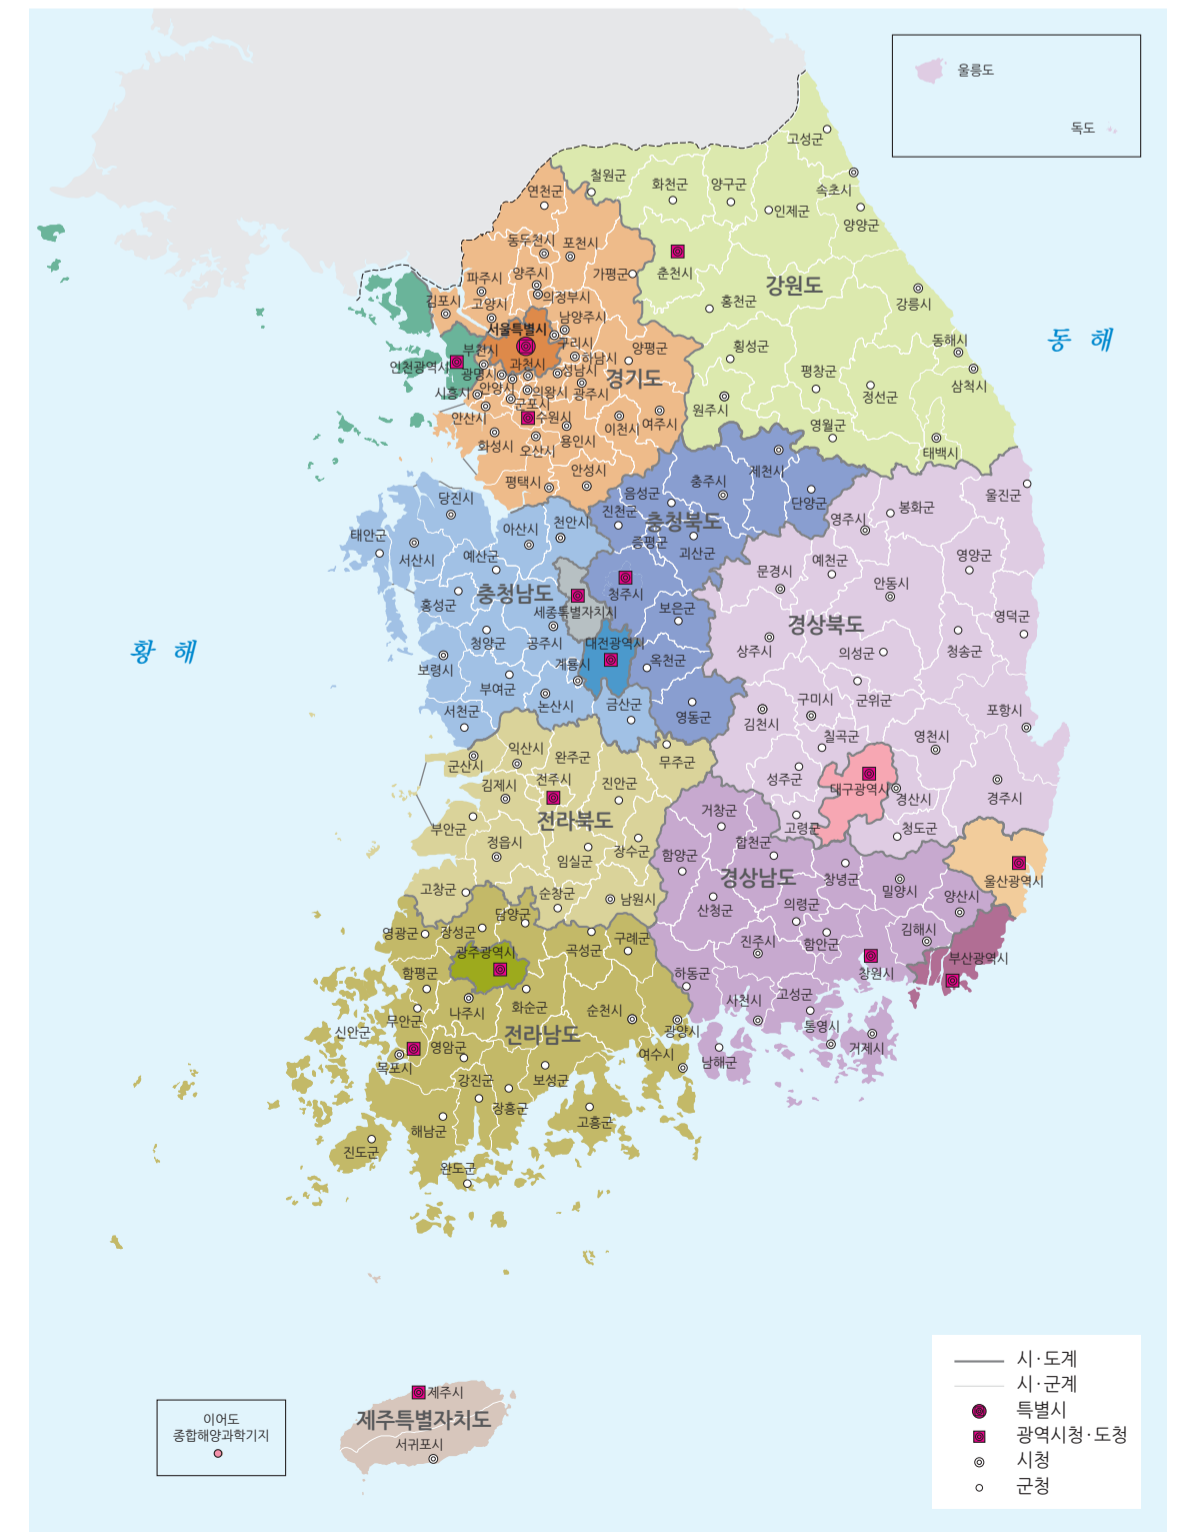 울릉도
독도
고성군
철원군
화천군
양구군
속초시
연천군
인제군
양양군
동두천시
포천시
춘천시
가평군
파주시
양주시
강원도
의정부시
김포시
고양시
홍천군
강릉시
서울특별시
남양주시
구리시
동해시
동 해
부천시
하남시
양평군
횡성군
인천광역시
과천시
광명시
성남시
경기도
평창군
삼척시
시흥시
안양시
의왕시
광주시
정선군
군포시
원주시
안산시
수원시
이천시
여주시
영월군
화성시
오산시
용인시
태백시
안성시
제천시
평택시
충주시
음성군
단양군
울진군
당진시
진천군
영주시
봉화군
아산시
천안시
충청북도
태안군
증평군
괴산군
서산시
예산군
문경시
예천군
영양군
충청남도
청주시
안동시
홍성군
세종특별자치시
보은군
영덕군
경상북도
청양군
공주시
대전광역시
황 해
상주시
의성군
청송군
보령시
계룡시
옥천군
부여군
논산시
금산군
영동군
구미시
군위군
서천군
김천시
포항시
칠곡군
영천시
익산시
완주군
무주군
군산시
김제시
전주시
진안군
성주군
대구광역시
경산시
경주시
전라북도
거창군
부안군
고령군
청도군
정읍시
임실군
장수군
함양군
합천군
경상남도
창녕군
울산광역시
고창군
순창군
남원시
밀양시
양산시
담양군
산청군
의령군
영광군
장성군
곡성군
구례군
진주시
함안군
김해시
광주광역시
부산광역시
함평군
하동군
창원시
나주시
화순군
사천시
고성군
무안군
순천시
신안군
전라남도
광양시
통영시
영암군
거제시
목포시
여수시
남해군
강진군
보성군
장흥군
해남군
고흥군
진도군
완도군
제주시
제주특별자치도
서귀포시
이어도
종합해양과학기지
시·도계
시·군계
특별시
광역시청·도청
시청
군청